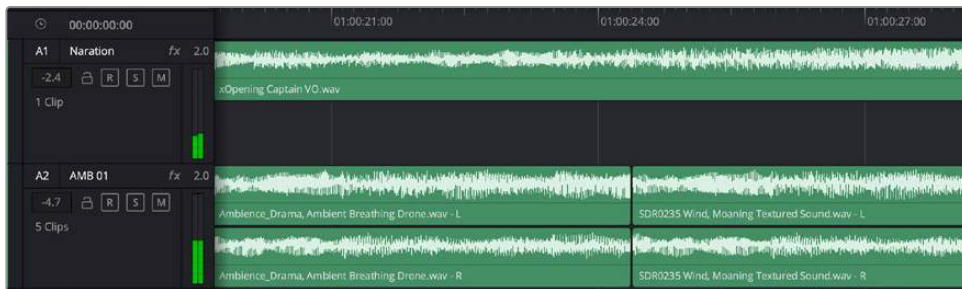 00:00:00:00 01:00:21:00 01:00:24:00 01:00:27:00
A1 Naration fx 2.0
-2.4 R S M
xOpening Captain VO.wav
1 Clip
A2 AMB 01 fx 2.0
-4.7 R S M
Ambience_Drama, Ambient Breathing Drone.wav - L SDR0235 Wind, Moaning Textured Sound.wav - L
5 Clips
Ambience_Drama, Ambient Breathing Drone.wav - R SDR0235 Wind, Moaning Textured Sound.wav - R